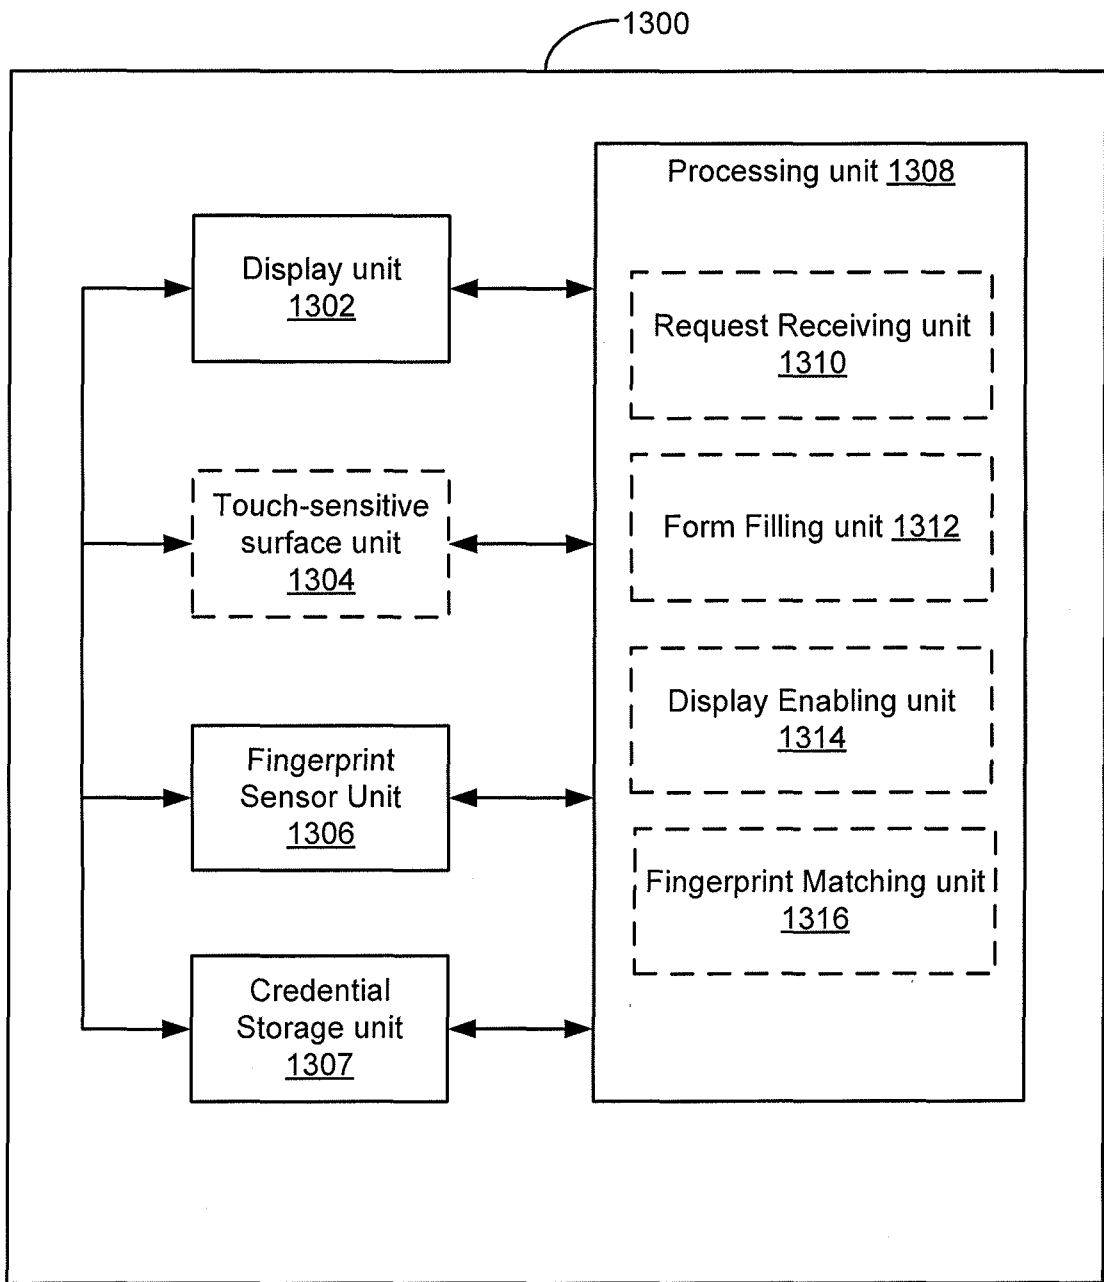 1300
Processing unit 1308
Display unit
1302
Request Receiving unit
1310
Touch-sensitive
surface unit
1304
Form Filling unit 1312
Display Enabling unit
1314
Fingerprint
Sensor Unit
1306
Fingerprint Matching unit
1316
Credential
Storage unit
1307